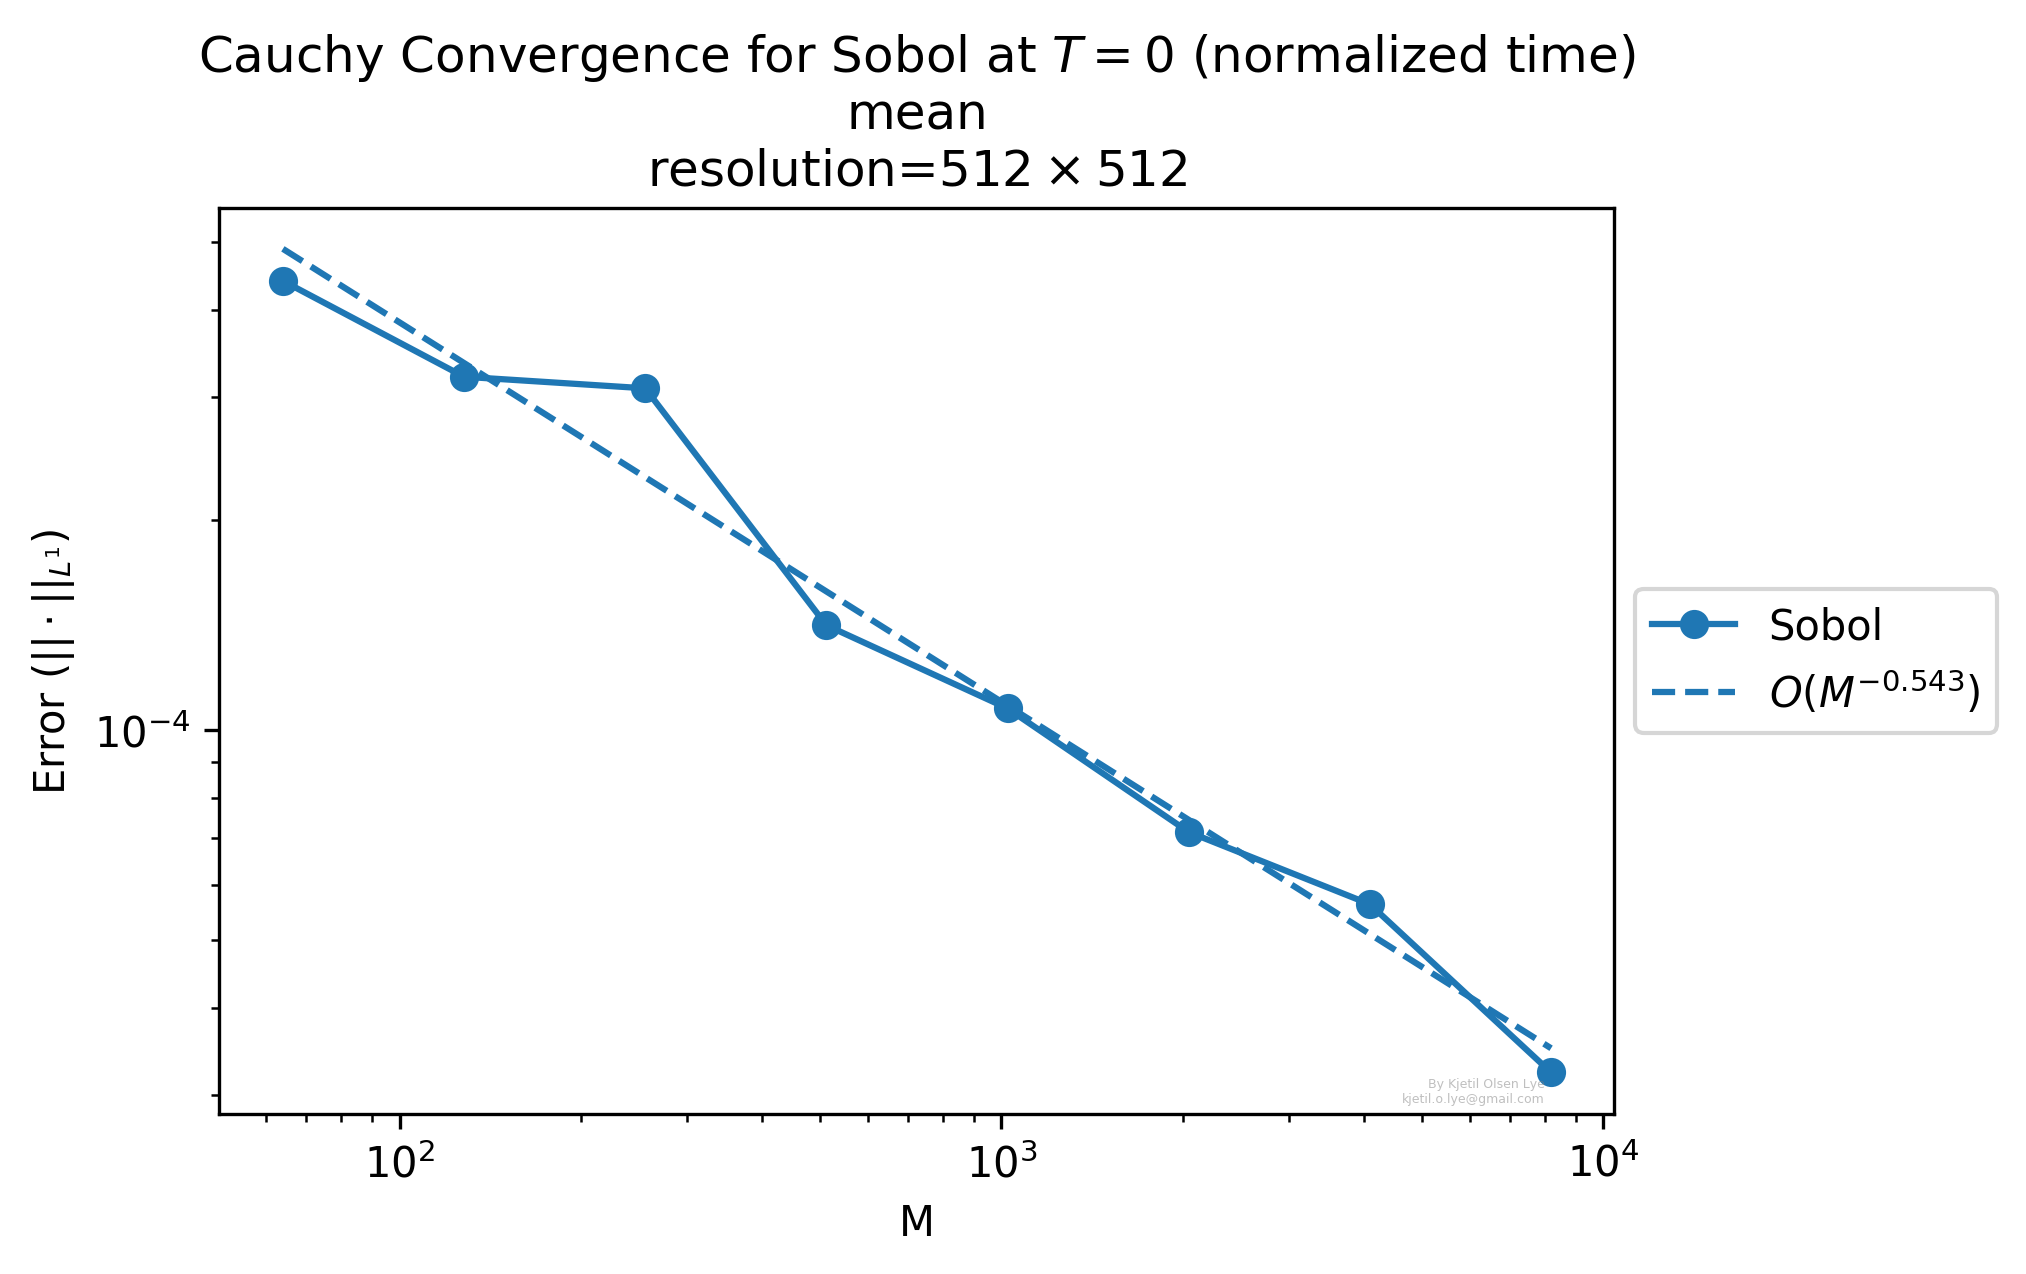 Cauchy Convergence for Sobol at T = 0 (normalized time)
mean
resolution=512 × 512
Error (|| · ||_{L^1})
10^{-4}
Sobol
O(M^{-0.543})
By Kjetil Olsen Lye
kjetil.o.lye@gmail.com
10^2
10^3
10^4
M